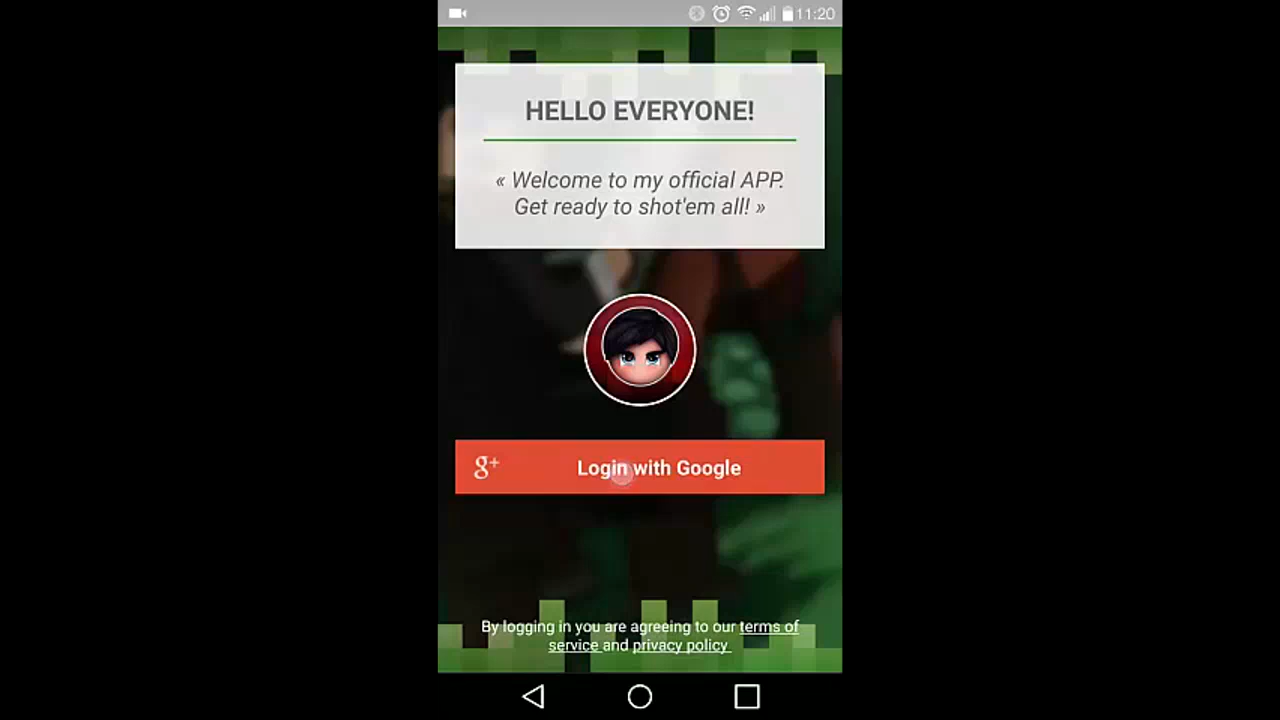 11:20
HELLO EVERYONE!
« Welcome to my official APP.
Get ready to shot'em all! »
g+ Login with Google
By logging in you are agreeing to our terms of
service and privacy policy